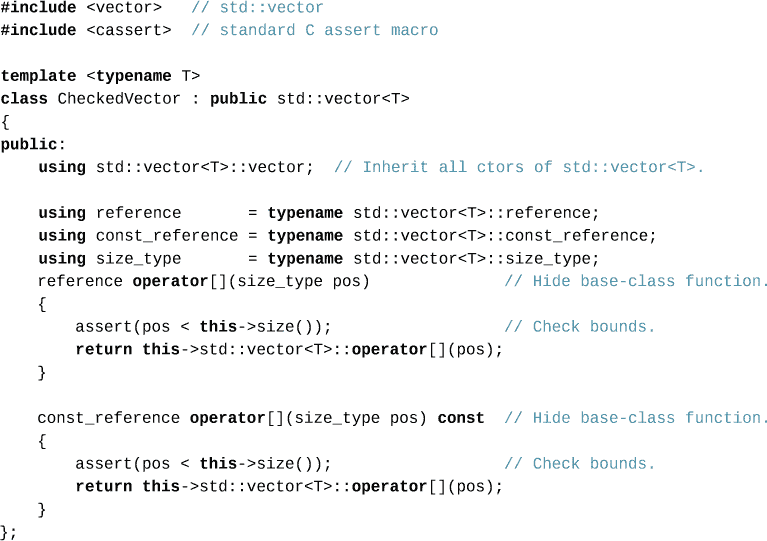 #include <vector>   // std::vector
#include <cassert>  // standard C assert macro

template <typename T>
class CheckedVector : public std::vector<T>
{
public:
    using std::vector<T>::vector;  // Inherit all ctors of std::vector<T>.

    using reference       = typename std::vector<T>::reference;
    using const_reference = typename std::vector<T>::const_reference;
    using size_type       = typename std::vector<T>::size_type;
    reference operator[](size_type pos)              // Hide base-class function.
    {
        assert(pos < this->size());                  // Check bounds.
        return this->std::vector<T>::operator[](pos);
    }

    const_reference operator[](size_type pos) const  // Hide base-class function.
    {
        assert(pos < this->size());                  // Check bounds.
        return this->std::vector<T>::operator[](pos);
    }
};